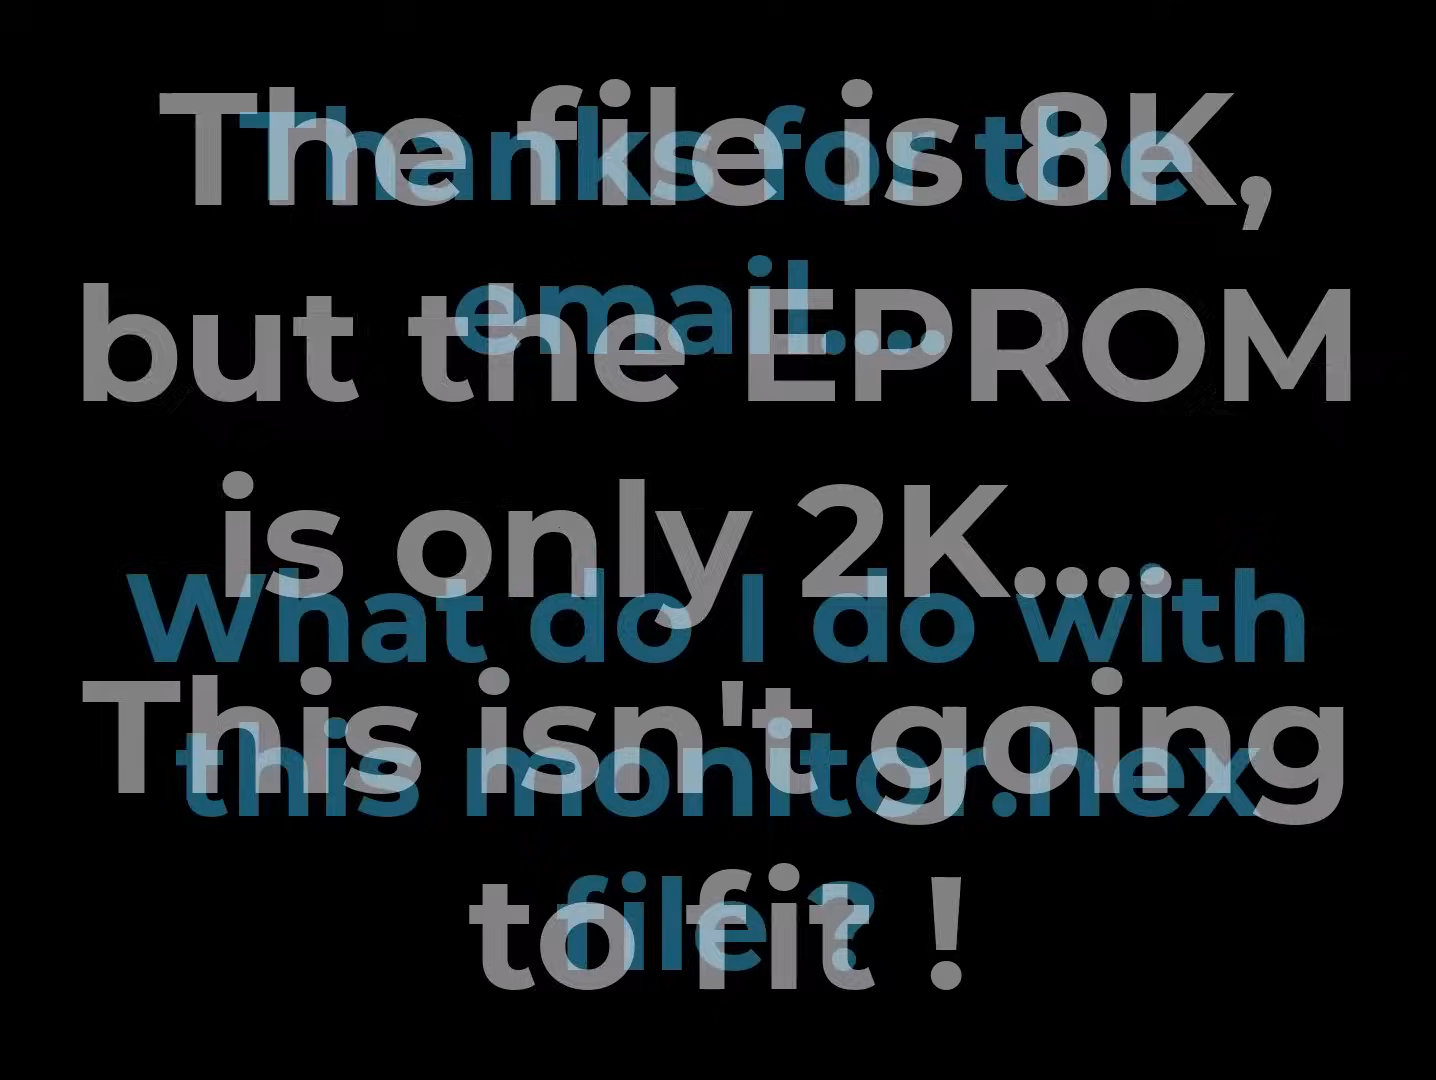 Thanks for the
email....
What do I do with
this monitor.hex
file ?
The file is 8K,
but the EPROM
is only 2K....
This isn't going
to fit !